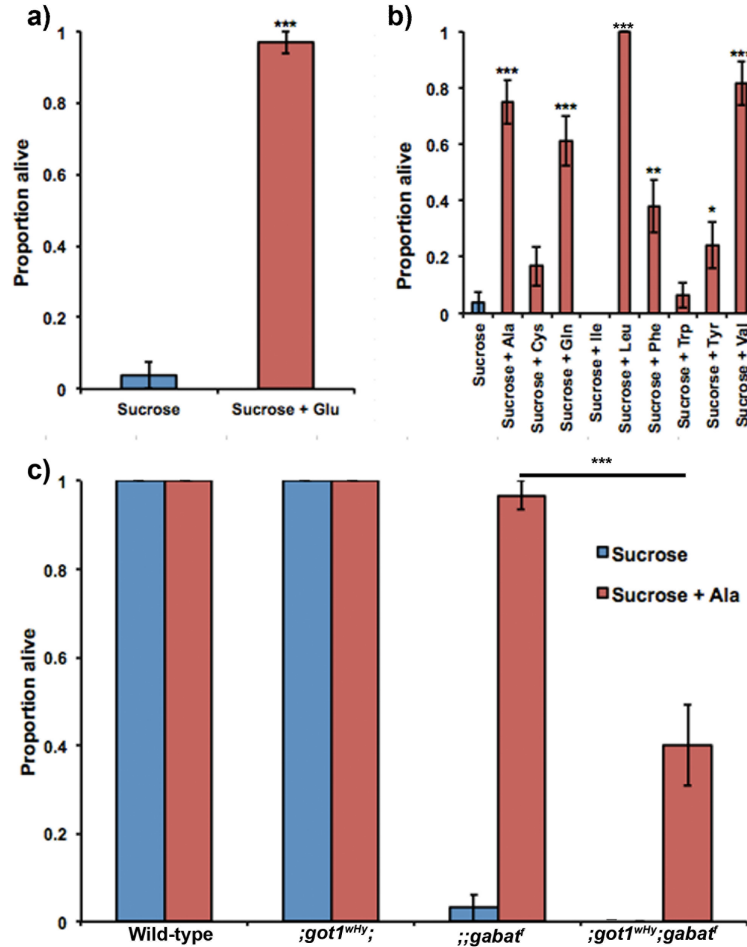 a)
Proportion alive
1
0.8
0.6
0.4
0.2
0
***
Sucrose
Sucrose + Glu
b)
Proportion alive
1
0.8
0.6
0.4
0.2
0
***
***
***
**
*
***
Sucrose
Sucrose + Ala
Sucrose + Cys
Sucrose + Gln
Sucrose + Ile
Sucrose + Leu
Sucrose + Phe
Sucrose + Trp
Sucorse + Tyr
Sucrose + Val
c)
Proportion alive
1
0.8
0.6
0.4
0.2
0
***
Sucrose
Sucrose + Ala
Wild-type
;got1ʷᴴʸ;
;;gabatᶠ
;got1ʷᴴʸ;gabatᶠ